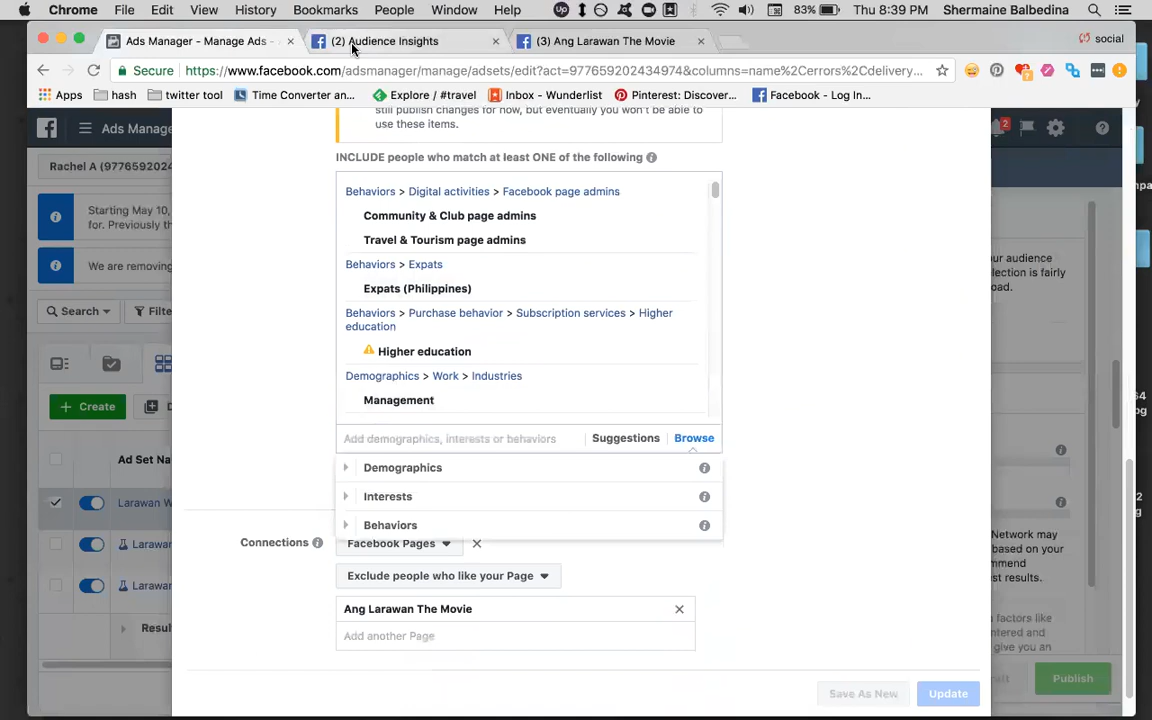 Chrome File Edit View History Bookmarks People Window Help 83% Thu 8:39 PM Shermaine Balbedina
Ads Manager - Manage Ads - (2) Audience Insights (3) Ang Larawan The Movie social
Secure https://www.facebook.com/adsmanager/manage/adsets/edit?act=977659202434974&columns=name%2Cerrors%2Cdelivery...
Apps hash twitter tool Time Converter an... Explore / #travel Inbox - Wunderlist Pinterest: Discover... Facebook - Log In...
still publish changes for now, but eventually you won't be able to
use these items.
Ads Manage 2
Rachel A (9776592024
INCLUDE people who match at least ONE of the following
Behaviors > Digital activities > Facebook page admins
Community & Club page admins
Travel & Tourism page admins
Behaviors > Expats
Expats (Philippines)
Behaviors > Purchase behavior > Subscription services > Higher
education
Higher education
Demographics > Work > Industries
Management
Add demographics, interests or behaviors Suggestions Browse
Demographics
Interests
Behaviors
Starting May 10,
for. Previously th
We are removing
Search Filte
+ Create D
Ad Set Na
Larawan W
Larawan
Larawan
Resul
Connections Facebook Pages
Exclude people who like your Page
Ang Larawan The Movie
Add another Page
Save As New Update
ur audience
election is fairly
oad.
Network may
based on your
mmend
st results.
o factors like
ntered and
raft Publish